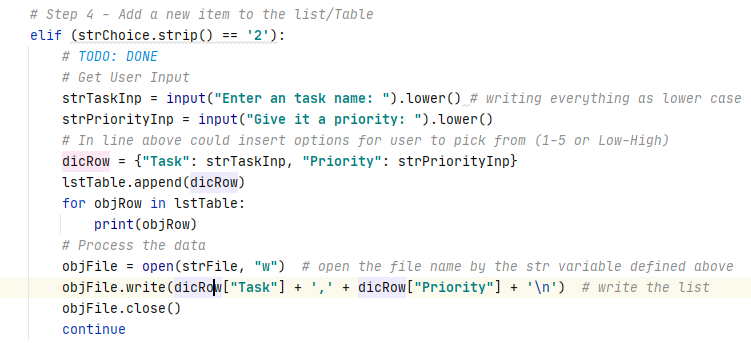 # Step 4 - Add a new item to the list/Table
elif (strChoice.strip() == '2'):
# TODO: DONE
# Get User Input
strTaskInp = input("Enter an task name: ").lower() # writing everything as lower case
strPriorityInp = input("Give it a priority: ").lower()
# In line above could insert options for user to pick from (1-5 or Low-High)
dicRow = {"Task": strTaskInp, "Priority": strPriorityInp}
lstTable.append(dicRow)
for objRow in lstTable:
print(objRow)
# Process the data
objFile = open(strFile, "w")  # open the file name by the str variable defined above
objFile.write(dicRow["Task"] + ',' + dicRow["Priority"] + '\n')  # write the list
objFile.close()
continue